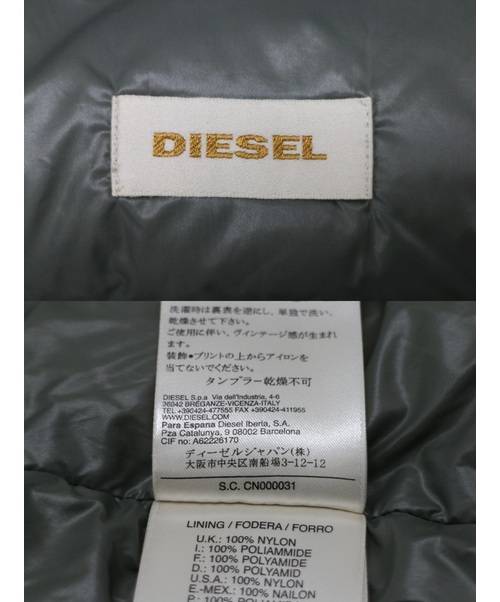 DIESEL
洗濯時は裏表を逆にし、単独で洗い、
乾燥させて下さい。
ご使用に伴い、ヴィンテージ感が生まれ
ます。
装飾•プリントの上からアイロンを
当てないでください。
タンブラー乾燥不可
DIESEL S.p.a Via dell'Industria, 4-6
36042 BREGANZE-VICENZA-ITALY
TEL.+390424-477555 FAX +390424-411955
WWW.DIESEL.COM
Para Espana Diesel Iberia, S.A.
Pza Catalunya, 9 08002 Barcelona
CIF no: A62226170
ディーゼルジャパン(株)
大阪市中央区南船場3-12-12
S.C. CN000031
LINING / FODERA / FORRO
U.K.: 100% NYLON
I.: 100% POLIAMMIDE
F.: 100% POLYAMIDE
D.: 100% POLYAMID
U.S.A.: 100% NYLON
E.-MEX.: 100% NAILON
P.: 100% POLIAMIDA